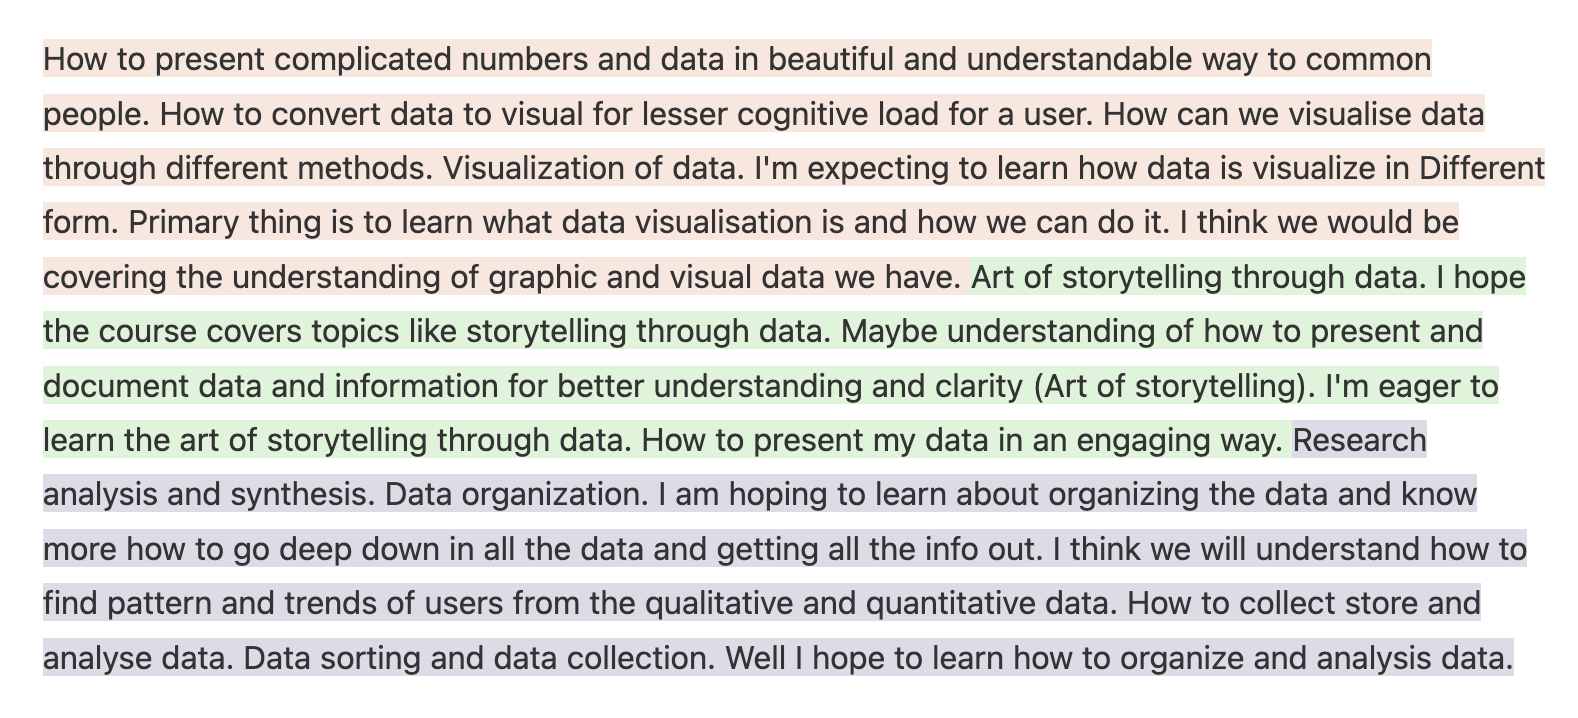 How to present complicated numbers and data in beautiful and understandable way to common
people. How to convert data to visual for lesser cognitive load for a user. How can we visualise data
through different methods. Visualization of data. I'm expecting to learn how data is visualize in Different
form. Primary thing is to learn what data visualisation is and how we can do it. I think we would be
covering the understanding of graphic and visual data we have. Art of storytelling through data. I hope
the course covers topics like storytelling through data. Maybe understanding of how to present and
document data and information for better understanding and clarity (Art of storytelling). I'm eager to
learn the art of storytelling through data. How to present my data in an engaging way. Research
analysis and synthesis. Data organization. I am hoping to learn about organizing the data and know
more how to go deep down in all the data and getting all the info out. I think we will understand how to
find pattern and trends of users from the qualitative and quantitative data. How to collect store and
analyse data. Data sorting and data collection. Well I hope to learn how to organize and analysis data.